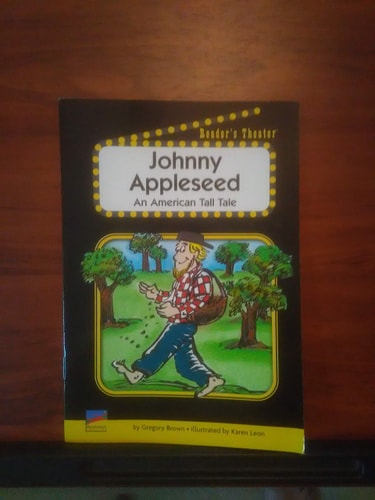 Reader's Theater
Johnny
Appleseed
An American Tall Tale
by Gregory Brown • illustrated by Karen Leon